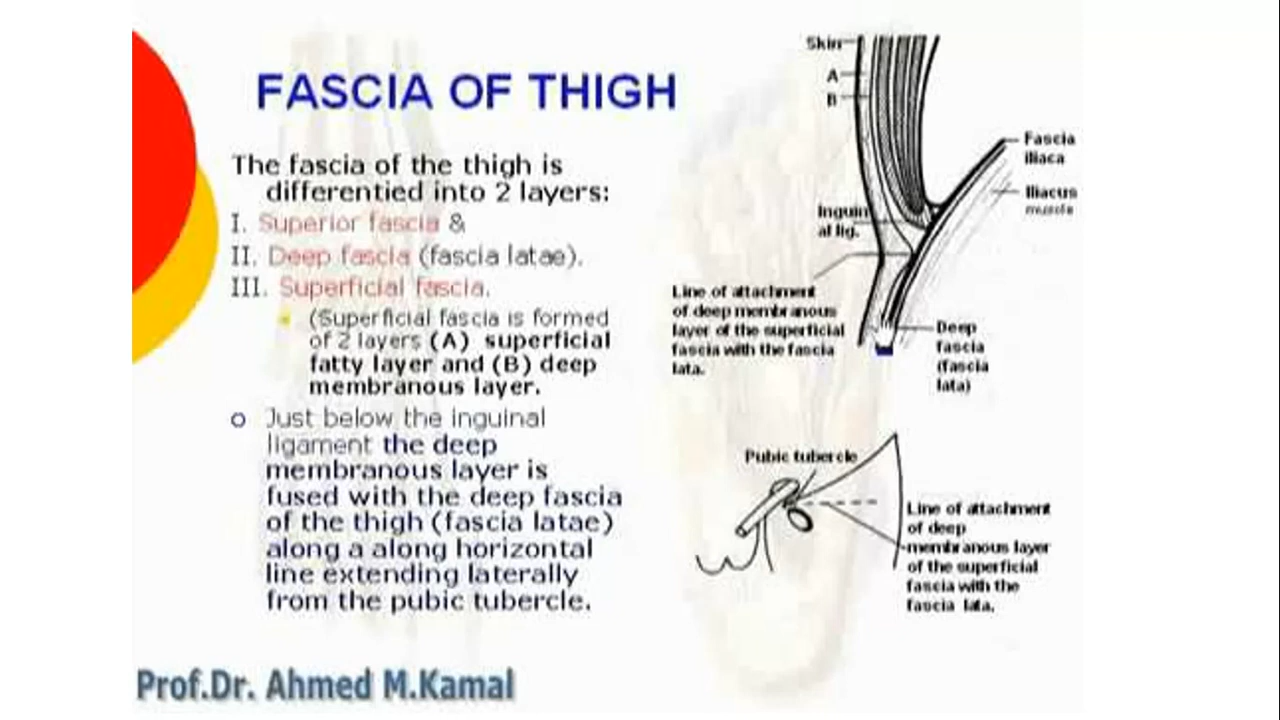 FASCIA OF THIGH
The fascia of the thigh is
differentied into 2 layers:
I. Superior fascia &
II. Deep fascia (fascia latae).
III. Superficial fascia.
(Superficial fascia is formed
of 2 layers (A) superficial
fatty layer and (B) deep
membranous layer.
o Just below the inguinal
ligament the deep
membranous layer is
fused with the deep fascia
of the thigh (fascia latae)
along a along horizontal
line extending laterally
from the pubic tubercle.
Skin
A
B
Fascia
iliaca
Iliacus
muscle
Inguin
al lig.
Line of attachment
of deep membranous
layer of the superficial
fascia with the fascia
lata.
Deep
fascia
(fascia
lata)
Pubic tubercle
Line of attachment
of deep
membranous layer
of the superficial
fascia with the
fascia lata.
Prof.Dr. Ahmed M.Kamal